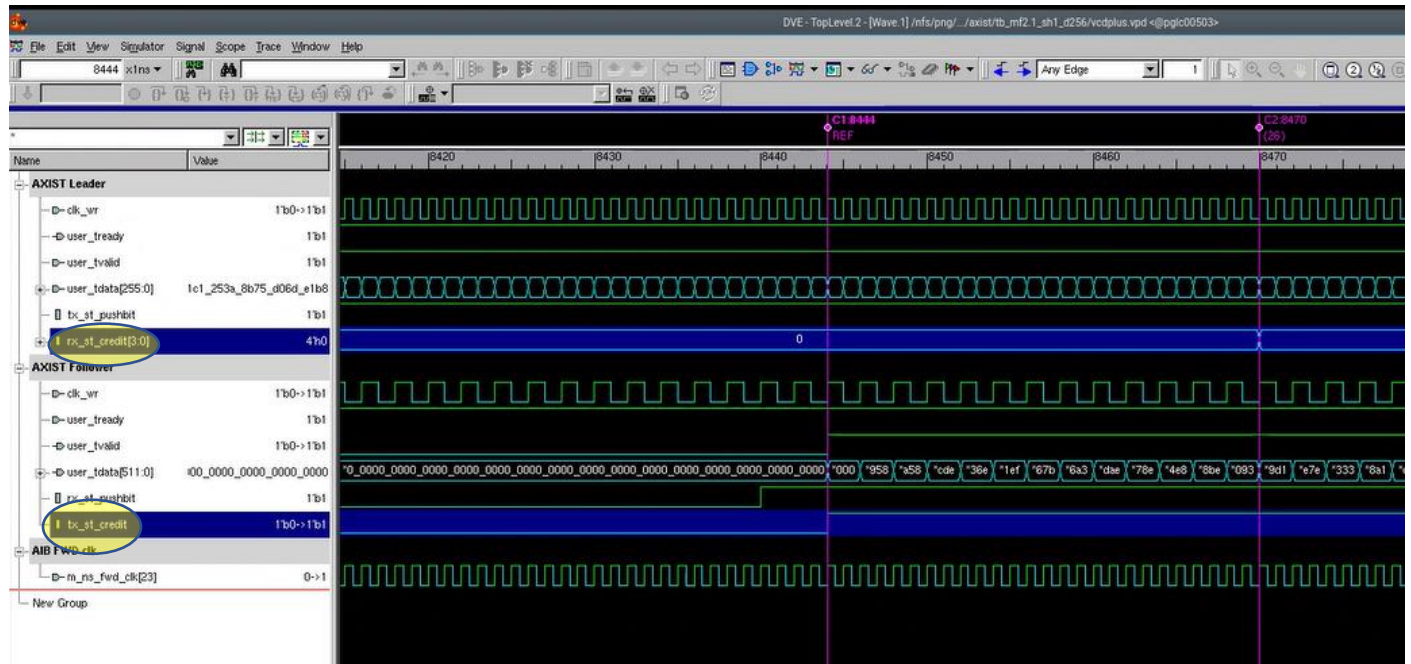 DVE - TopLevel.2 - [Wave.1] /nfs/png/.../axist/tb_mf2.1_sh1_d256/vcdplus.vpd <@pglc00503>
File Edit View Simulator Signal Scope Trace Window Help
8444 x1ns Any Edge 1
C1:8444 C2:8470
REF (26)
*
Name Value 8420 8430 8440 8450 8460 8470
AXIST Leader
clk_wr 1'b0->1'b1
user_tready 1'b1
user_tvalid 1'b1
user_tdata[255:0] 1c1_253a_8b75_d06d_e1b8
tx_st_pushbit 1'b1
rx_st_credit[3:0] 4'h0 0
AXIST Follower
clk_wr 1'b0->1'b1
user_tready 1'b1
user_tvalid 1'b0->1'b1
user_tdata[511:0] 00_0000_0000_0000_0000 *0_0000_0000_0000_0000_0000_0000_0000_0000_0000_0000_0000_0000 *000 *958 *a58 *cde *36e *1ef *67b *6a3 *dae *78e *4e8 *8be *093 *9d1 *e7e *333 *8a1
rx_st_pushbit 1'b1
tx_st_credit 1'b0->1'b1
AIB FWD clk
m_ns_fwd_clk[23] 0->1
New Group